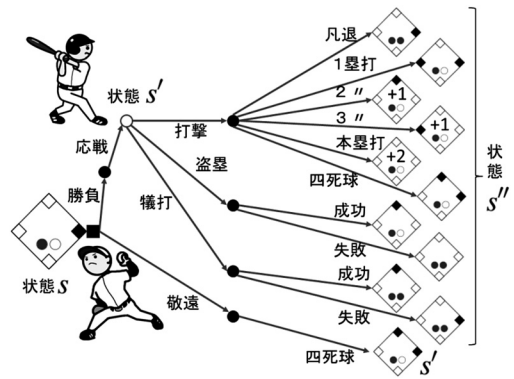 凡退
1塁打
2 〃
+1
3 〃
+1
本塁打
+2
四死球
状態 s′
打撃
応戦
盗塁
勝負
犠打
成功
失敗
状態 s″
状態 s
成功
敬遠
失敗
四死球
s′